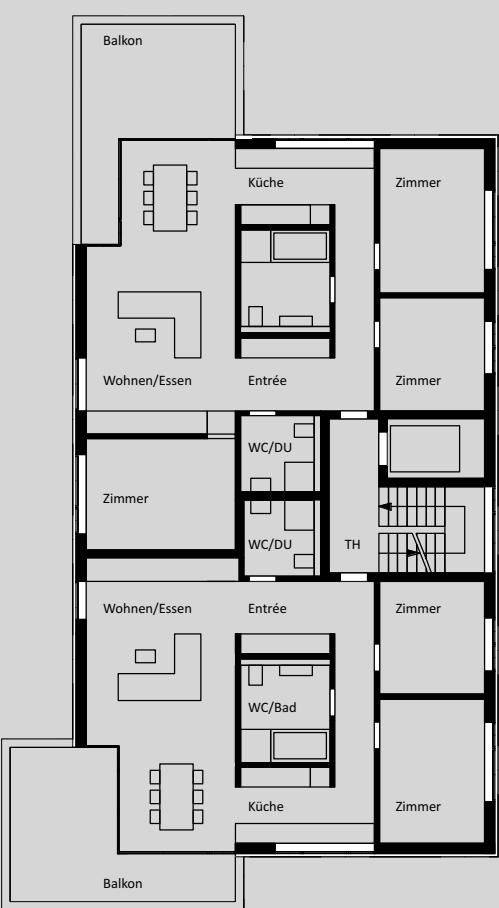 Balkon
Küche
Zimmer
Wohnen/Essen
Entrée
Zimmer
WC/DU
Zimmer
WC/DU
TH
Wohnen/Essen
Entrée
Zimmer
WC/Bad
Küche
Zimmer
Balkon